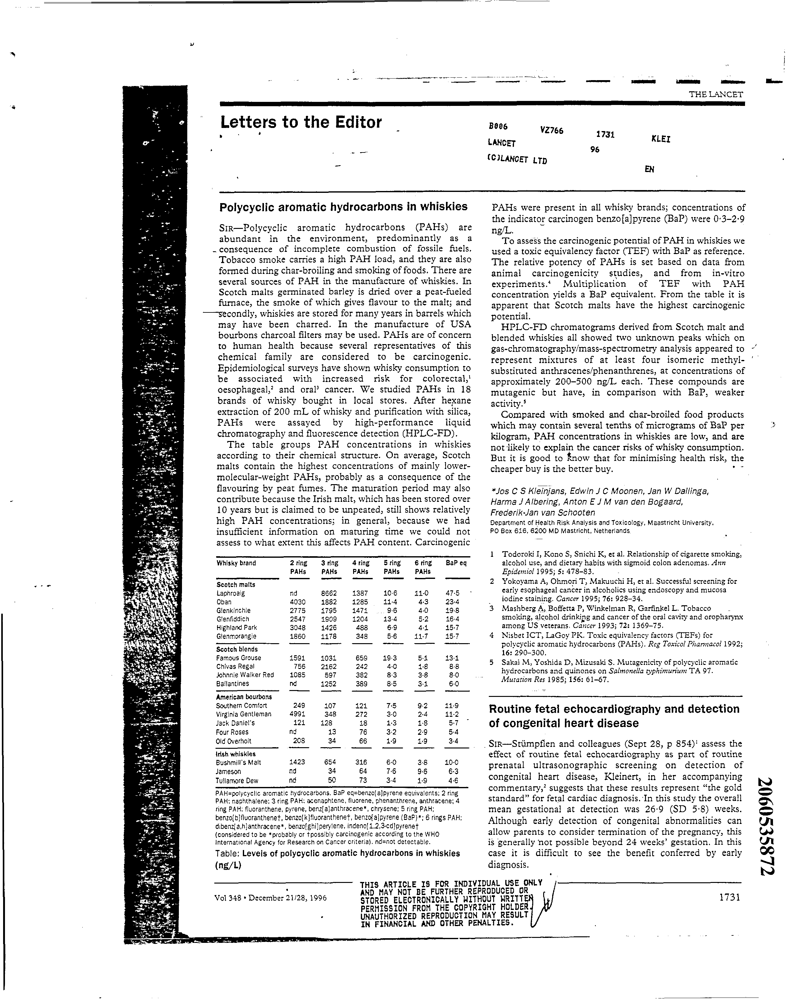 THE LANCET
Letters to the Editor
B006 VZ766 1731 KLEI
LANCET 96
(C)LANCET LTD
EN
Polycyclic aromatic hydrocarbons in whiskies
SIR—Polycyclic aromatic hydrocarbons (PAHs) are
abundant in the environment, predominantly as a
consequence of incomplete combustion of fossile fuels.
Tobacco smoke carries a high PAH load, and they are also
formed during char-broiling and smoking of foods. There are
several sources of PAH in the manufacture of whiskies. In
Scotch malts germinated barley is dried over a peat-fueled
furnace, the smoke of which gives flavour to the malt; and
secondly, whiskies are stored for many years in barrels which
may have been charred. In the manufacture of USA
bourbons charcoal filters may be used. PAHs are of concern
to human health because several representatives of this
chemical family are considered to be carcinogenic.
Epidemiological surveys have shown whisky consumption to
be associated with increased risk for colorectal,¹
oesophageal,² and oral³ cancer. We studied PAHs in 18
brands of whisky bought in local stores. After hexane
extraction of 200 mL of whisky and purification with silica,
PAHs were assayed by high-performance liquid
chromatography and fluorescence detection (HPLC-FD).
The table groups PAH concentrations in whiskies
according to their chemical structure. On average, Scotch
malts contain the highest concentrations of mainly lower-
molecular-weight PAHs, probably as a consequence of the
flavouring by peat fumes. The maturation period may also
contribute because the Irish malt, which has been stored over
10 years but is claimed to be unpeated, still shows relatively
high PAH concentrations; in general, because we had
insufficient information on maturing time we could not
assess to what extent this affects PAH content. Carcinogenic
Whisky brand 2 ring PAHs 3 ring PAHs 4 ring PAHs 5 ring PAHs 6 ring PAHs BaP eq
Scotch malts
Laphroaig nd 8662 1387 10·6 11·0 47·5
Oban 4030 1882 1285 11·4 4·3 23·4
Glenkinchie 2775 1795 1471 9·6 4·0 19·8
Glenfiddich 2547 1909 1204 13·4 5·2 16·4
Highland Park 3048 1426 488 6·9 4·1 15·7
Glenmorangie 1860 1178 348 5·6 11·7 15·7
Scotch blends
Famous Grouse 1591 1031 659 19·3 5·1 13·1
Chivas Regal 756 2162 242 4·0 1·8 8·8
Johnnie Walker Red 1085 597 382 8·3 3·8 8·0
Ballantines nd 1252 389 8·5 3·1 6·0
American bourbons
Southern Comfort 249 107 121 7·5 9·2 11·9
Virginia Gentleman 4991 348 272 3·0 2·4 11·2
Jack Daniel's 121 128 18 1·3 1·8 5·7
Four Roses nd 13 76 3·2 2·9 5·4
Old Overholt 208 34 66 1·9 1·9 3·4
Irish whiskies
Bushmill's Malt 1423 654 316 6·0 3·8 10·0
Jameson nd 34 64 7·6 9·6 6·3
Tullamore Dew nd 50 73 3·4 1·9 4·6
PAH=polycyclic aromatic hydrocarbons. BaP eq=benzo[a]pyrene equivalents; 2 ring
PAH: naphthalene; 3 ring PAH: acenaphtene, fluorene, phenanthrene, anthracene; 4
ring PAH: fluoranthene, pyrene, benz[a]anthracene*, chrysene; 5 ring PAH:
benzo[b]fluoranthene†, benzo[k]fluoranthene†, benzo[a]pyrene (BaP)*; 6 rings PAH:
dibenz[a,h]anthracene*, benzo[ghi]perylene, indeno[1,2,3-cd]pyrene†
(considered to be *probably or †possibly carcinogenic according to the WHO
International Agency for Research on Cancer criteria). nd=not detectable.
Table: Levels of polycyclic aromatic hydrocarbons in whiskies
(ng/L)
PAHs were present in all whisky brands; concentrations of
the indicator carcinogen benzo[a]pyrene (BaP) were 0·3–2·9
ng/L.
To assess the carcinogenic potential of PAH in whiskies we
used a toxic equivalency factor (TEF) with BaP as reference.
The relative potency of PAHs is set based on data from
animal carcinogenicity studies, and from in-vitro
experiments.⁴ Multiplication of TEF with PAH
concentration yields a BaP equivalent. From the table it is
apparent that Scotch malts have the highest carcinogenic
potential.
HPLC-FD chromatograms derived from Scotch malt and
blended whiskies all showed two unknown peaks which on
gas-chromatography/mass-spectrometry analysis appeared to
represent mixtures of at least four isomeric methyl-
substituted anthracenes/phenanthrenes, at concentrations of
approximately 200–500 ng/L each. These compounds are
mutagenic but have, in comparison with BaP, weaker
activity.⁵
Compared with smoked and char-broiled food products
which may contain several tenths of micrograms of BaP per
kilogram, PAH concentrations in whiskies are low, and are
not likely to explain the cancer risks of whisky consumption.
But it is good to know that for minimising health risk, the
cheaper buy is the better buy.
*Jos C S Kleinjans, Edwin J C Moonen, Jan W Dallinga,
Harma J Albering, Anton E J M van den Bogaard,
Frederik-Jan van Schooten
Department of Health Risk Analysis and Toxicology, Maastricht University,
PO Box 616, 6200 MD Mastricht, Netherlands
1 Todoroki I, Kono S, Snichi K, et al. Relationship of cigarette smoking,
alcohol use, and dietary habits with sigmoid colon adenomas. Ann
Epidemiol 1995; 5: 478–83.
2 Yokoyama A, Ohmori T, Makuuchi H, et al. Successful screening for
early esophageal cancer in alcoholics using endoscopy and mucosa
iodine staining. Cancer 1995; 76: 928–34.
3 Mashberg A, Boffetta P, Winkelman R, Garfinkel L. Tobacco
smoking, alcohol drinking and cancer of the oral cavity and oropharynx
among US veterans. Cancer 1993; 72: 1369–75.
4 Nisbet ICT, LaGoy PK. Toxic equivalency factors (TEFs) for
polycyclic aromatic hydrocarbons (PAHs). Reg Toxicol Pharmacol 1992;
16: 290–300.
5 Sakai M, Yoshida D, Mizusaki S. Mutagenicity of polycyclic aromatic
hydrocarbons and quinones on Salmonella typhimurium TA 97.
Mutation Res 1985; 156: 61–67.
Routine fetal echocardiography and detection
of congenital heart disease
SIR—Stümpflen and colleagues (Sept 28, p 854)¹ assess the
effect of routine fetal echocardiography as part of routine
prenatal ultrasonographic screening on detection of
congenital heart disease, Kleinert, in her accompanying
commentary,² suggests that these results represent "the gold
standard" for fetal cardiac diagnosis. In this study the overall
mean gestational at detection was 26·9 (SD 5·8) weeks.
Although early detection of congenital abnormalities can
allow parents to consider termination of the pregnancy, this
is generally not possible beyond 24 weeks' gestation. In this
case it is difficult to see the benefit conferred by early
diagnosis.
2060535872
Vol 348 • December 21/28, 1996
THIS ARTICLE IS FOR INDIVIDUAL USE ONLY
AND MAY NOT BE FURTHER REPRODUCED OR
STORED ELECTRONICALLY WITHOUT WRITTEN
PERMISSION FROM THE COPYRIGHT HOLDER.
UNAUTHORIZED REPRODUCTION MAY RESULT
IN FINANCIAL AND OTHER PENALTIES.
1731